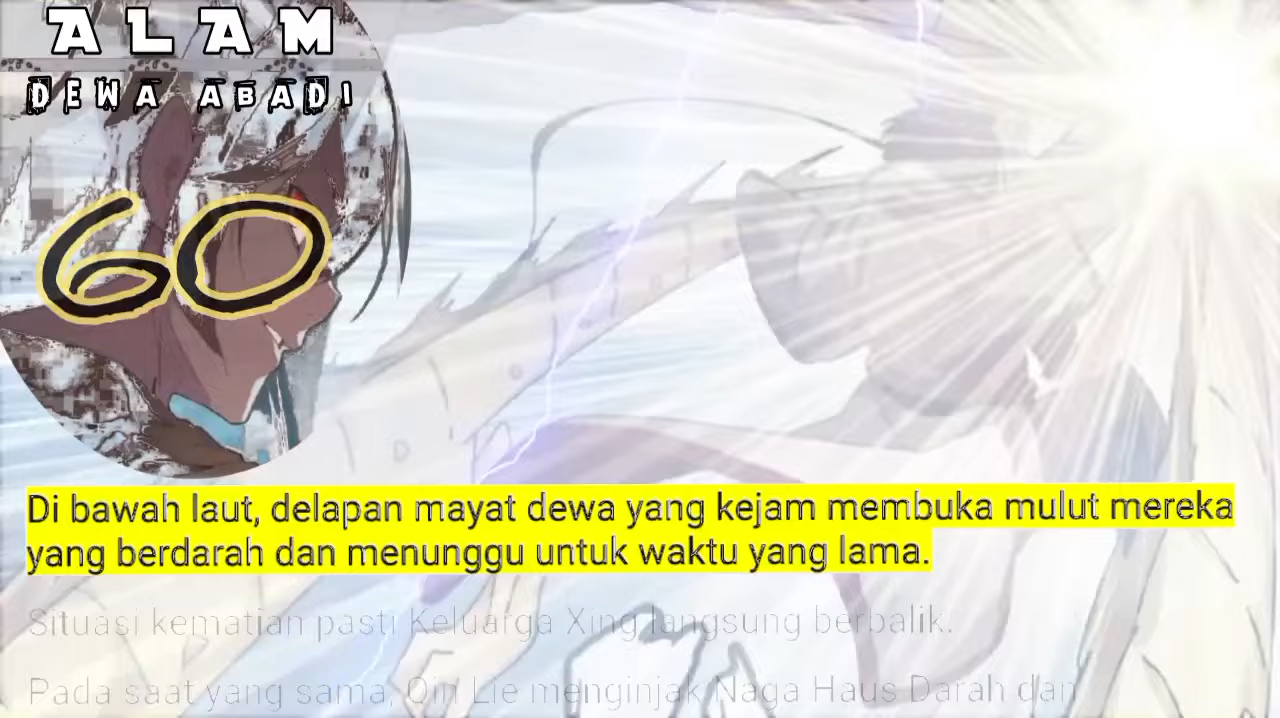 ALAM
DEWA ABADI
60
Di bawah laut, delapan mayat dewa yang kejam membuka mulut mereka
yang berdarah dan menunggu untuk waktu yang lama.
Situasi kematian pasti Keluarga Xing langsung berbalik.
Pada saat yang sama, Qin Lie menginjak Naga Haus Darah dan